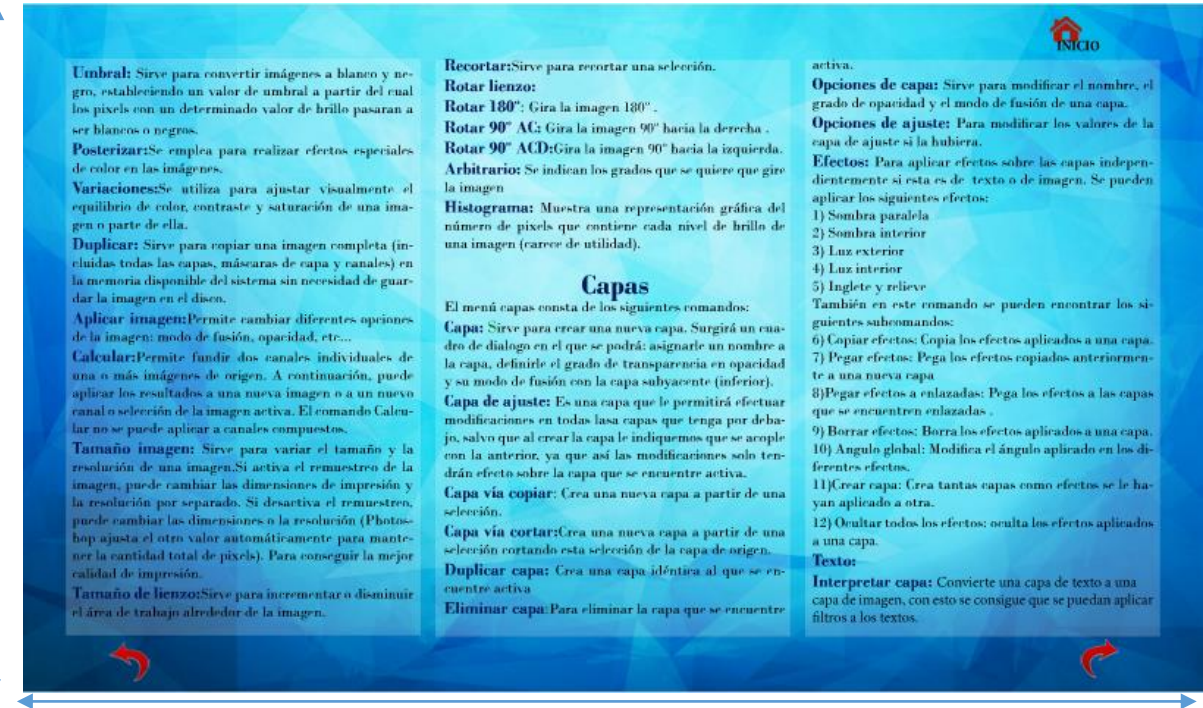 INICIO
Umbral: Sirve para convertir imágenes a blanco y ne-
gro, estableciendo un valor de umbral a partir del cual
los pixels con un determinado valor de brillo pasaran a
ser blancos o negros.
Posterizar:Se emplea para realizar efectos especiales
de color en las imágenes.
Variaciones:Se utiliza para ajustar visualmente el
equilibrio de color, contraste y saturación de una ima-
gen o parte de ella.
Duplicar: Sirve para copiar una imagen completa (in-
cluidas todas las capas, máscaras de capa y canales) en
la memoria disponible del sistema sin necesidad de guar-
dar la imagen en el disco.
Aplicar imagen:Permite cambiar diferentes opciones
de la imagen: modo de fusión, opacidad, etc...
Calcular:Permite fundir dos canales individuales de
una o más imágenes de origen. A continuación, puede
aplicar los resultados a una nueva imagen o a un nuevo
canal o selección de la imagen activa. El comando Calcu-
lar no se puede aplicar a canales compuestos.
Tamaño imagen: Sirve para variar el tamaño y la
resolución de una imagen.Si activa el remuestreo de la
imagen, puede cambiar las dimensiones de impresión y
la resolución por separado. Si desactiva el remuestreo,
puede cambiar las dimensiones o la resolución (Photos-
hop ajusta el otro valor automáticamente para mante-
ner la cantidad total de pixels). Para conseguir la mejor
calidad de impresión.
Tamaño de lienzo:Sirve para incrementar o disminuir
el área de trabajo alrededor de la imagen.
Recortar:Sirve para recortar una selección.
Rotar lienzo:
Rotar 180º: Gira la imagen 180º .
Rotar 90º AC: Gira la imagen 90º hacia la derecha .
Rotar 90º ACD:Gira la imagen 90º hacia la izquierda.
Arbitrario: Se indican los grados que se quiere que gire
la imagen
Histograma: Muestra una representación gráfica del
número de pixels que contiene cada nivel de brillo de
una imagen (carece de utilidad).
Capas
El menú capas consta de los siguientes comandos:
Capa: Sirve para crear una nueva capa. Surgirá un cua-
dro de dialogo en el que se podrá: asignarle un nombre a
la capa, definirle el grado de transparencia en opacidad
y su modo de fusión con la capa subyacente (inferior).
Capa de ajuste: Es una capa que le permitirá efectuar
modificaciones en todas lasa capas que tenga por deba-
jo, salvo que al crear la capa le indiquemos que se acople
con la anterior, ya que así las modificaciones solo ten-
drán efecto sobre la capa que se encuentre activa.
Capa vía copiar: Crea una nueva capa a partir de una
selección.
Capa vía cortar:Crea una nueva capa a partir de una
selección cortando esta selección de la capa de origen.
Duplicar capa: Crea una capa idéntica al que se en-
cuentre activa
Eliminar capa:Para eliminar la capa que se encuentre
activa.
Opciones de capa: Sirve para modificar el nombre, el
grado de opacidad y el modo de fusión de una capa.
Opciones de ajuste: Para modificar los valores de la
capa de ajuste si la hubiera.
Efectos: Para aplicar efectos sobre las capas indepen-
dientemente si esta es de texto o de imagen. Se pueden
aplicar los siguientes efectos:
1) Sombra paralela
2) Sombra interior
3) Luz exterior
4) Luz interior
5) Inglete y relieve
También en este comando se pueden encontrar los si-
guientes subcomandos:
6) Copiar efectos: Copia los efectos aplicados a una capa.
7) Pegar efectos: Pega los efectos copiados anteriormen-
te a una nueva capa
8)Pegar efectos a enlazadas: Pega los efectos a las capas
que se encuentren enlazadas .
9) Borrar efectos: Borra los efectos aplicados a una capa.
10) Angulo global: Modifica el ángulo aplicado en los di-
ferentes efectos.
11)Crear capa: Crea tantas capas como efectos se le ha-
yan aplicado a otra.
12) Ocultar todos los efectos: oculta los efectos aplicados
a una capa.
Texto:
Interpretar capa: Convierte una capa de texto a una
capa de imagen, con esto se consigue que se puedan aplicar
filtros a los textos.